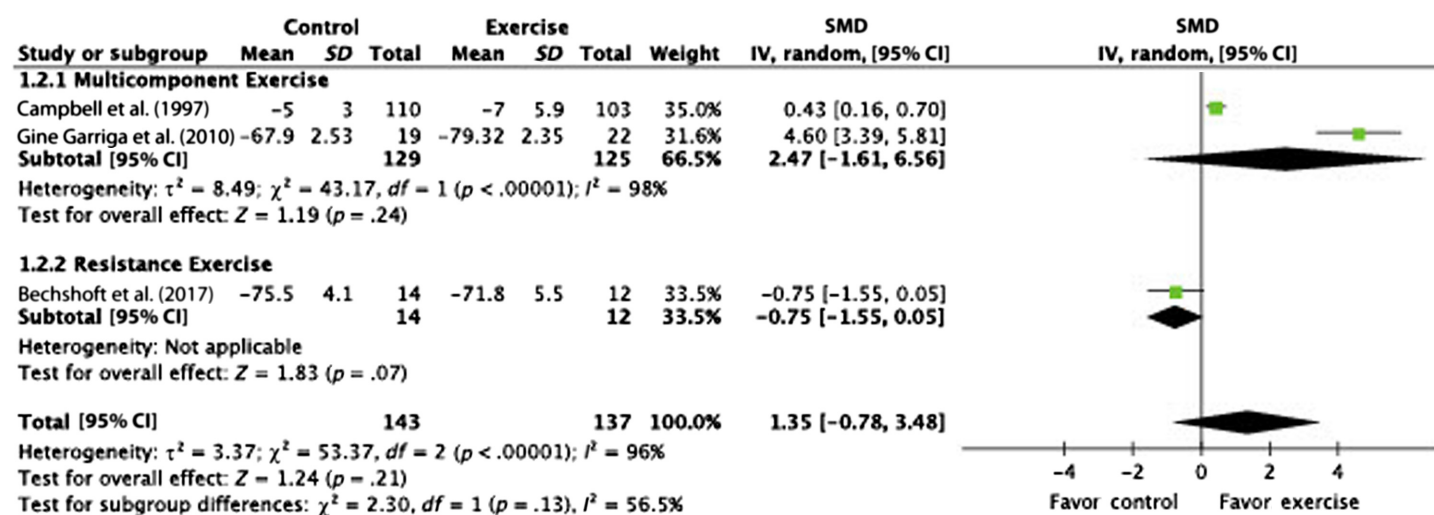 Control Exercise SMD SMD
Study or subgroup Mean SD Total Mean SD Total Weight IV, random, [95% CI] IV, random, [95% CI]
1.2.1 Multicomponent Exercise
Campbell et al. (1997) −5 3 110 −7 5.9 103 35.0% 0.43 [0.16, 0.70]
Gine Garriga et al. (2010) −67.9 2.53 19 −79.32 2.35 22 31.6% 4.60 [3.39, 5.81]
Subtotal [95% CI] 129 125 66.5% 2.47 [−1.61, 6.56]
Heterogeneity: τ² = 8.49; χ² = 43.17, df = 1 (p < .00001); I² = 98%
Test for overall effect: Z = 1.19 (p = .24)
1.2.2 Resistance Exercise
Bechshoft et al. (2017) −75.5 4.1 14 −71.8 5.5 12 33.5% −0.75 [−1.55, 0.05]
Subtotal [95% CI] 14 12 33.5% −0.75 [−1.55, 0.05]
Heterogeneity: Not applicable
Test for overall effect: Z = 1.83 (p = .07)
Total [95% CI] 143 137 100.0% 1.35 [−0.78, 3.48]
Heterogeneity: τ² = 3.37; χ² = 53.37, df = 2 (p < .00001); I² = 96%
Test for overall effect: Z = 1.24 (p = .21)
Test for subgroup differences: χ² = 2.30, df = 1 (p = .13), I² = 56.5%
−4 −2 0 2 4
Favor control Favor exercise